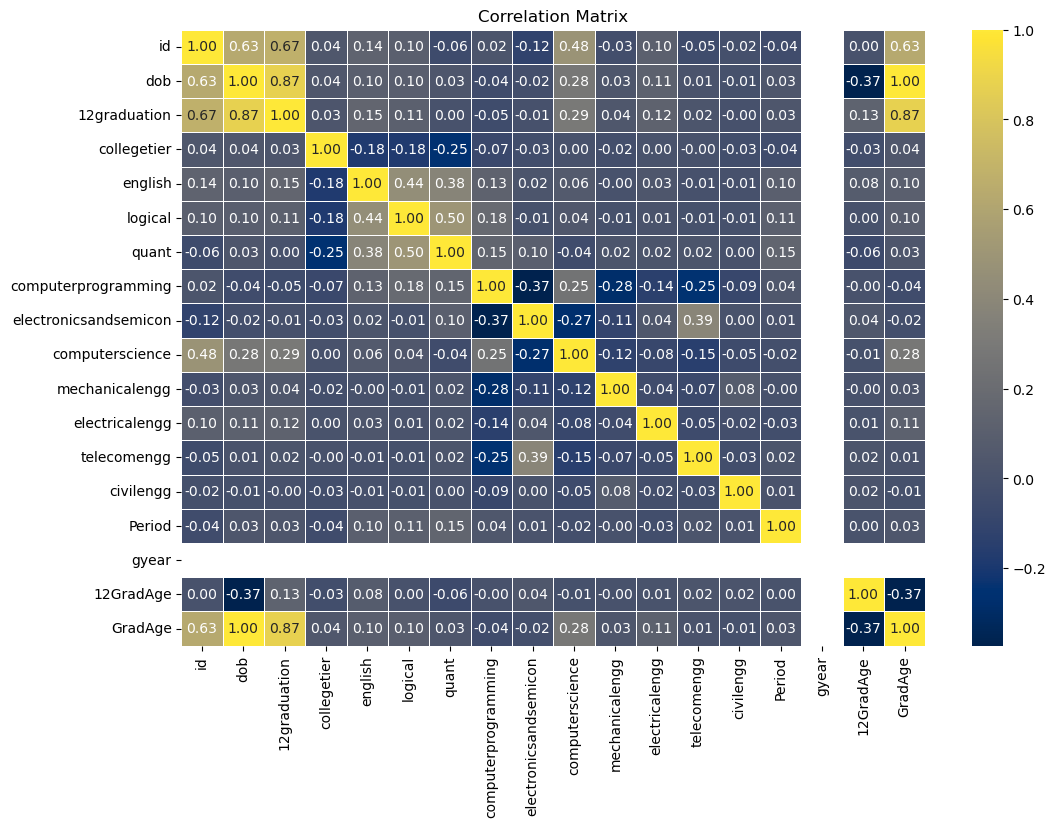 Correlation Matrix
id 1.00 0.63 0.67 0.04 0.14 0.10 -0.06 0.02 -0.12 0.48 -0.03 0.10 -0.05 -0.02 -0.04 0.00 0.63
dob 0.63 1.00 0.87 0.04 0.10 0.10 0.03 -0.04 -0.02 0.28 0.03 0.11 0.01 -0.01 0.03 -0.37 1.00
12graduation 0.67 0.87 1.00 0.03 0.15 0.11 0.00 -0.05 -0.01 0.29 0.04 0.12 0.02 -0.00 0.03 0.13 0.87
collegetier 0.04 0.04 0.03 1.00 -0.18 -0.18 -0.25 -0.07 -0.03 0.00 -0.02 0.00 -0.00 -0.03 -0.04 -0.03 0.04
english 0.14 0.10 0.15 -0.18 1.00 0.44 0.38 0.13 0.02 0.06 -0.00 0.03 -0.01 -0.01 0.10 0.08 0.10
logical 0.10 0.10 0.11 -0.18 0.44 1.00 0.50 0.18 -0.01 0.04 -0.01 0.01 -0.01 -0.01 0.11 0.00 0.10
quant -0.06 0.03 0.00 -0.25 0.38 0.50 1.00 0.15 0.10 -0.04 0.02 0.02 0.02 0.00 0.15 -0.06 0.03
computerprogramming 0.02 -0.04 -0.05 -0.07 0.13 0.18 0.15 1.00 -0.37 0.25 -0.28 -0.14 -0.25 -0.09 0.04 -0.00 -0.04
electronicsandsemicon -0.12 -0.02 -0.01 -0.03 0.02 -0.01 0.10 -0.37 1.00 -0.27 -0.11 0.04 0.39 0.00 0.01 0.04 -0.02
computerscience 0.48 0.28 0.29 0.00 0.06 0.04 -0.04 0.25 -0.27 1.00 -0.12 -0.08 -0.15 -0.05 -0.02 -0.01 0.28
mechanicalengg -0.03 0.03 0.04 -0.02 -0.00 -0.01 0.02 -0.28 -0.11 -0.12 1.00 -0.04 -0.07 0.08 -0.00 -0.00 0.03
electricalengg 0.10 0.11 0.12 0.00 0.03 0.01 0.02 -0.14 0.04 -0.08 -0.04 1.00 -0.05 -0.02 -0.03 0.01 0.11
telecomengg -0.05 0.01 0.02 -0.00 -0.01 -0.01 0.02 -0.25 0.39 -0.15 -0.07 -0.05 1.00 -0.03 0.02 0.02 0.01
civilengg -0.02 -0.01 -0.00 -0.03 -0.01 -0.01 0.00 -0.09 0.00 -0.05 0.08 -0.02 -0.03 1.00 0.01 0.02 -0.01
Period -0.04 0.03 0.03 -0.04 0.10 0.11 0.15 0.04 0.01 -0.02 -0.00 -0.03 0.02 0.01 1.00 0.00 0.03
gyear
12GradAge 0.00 -0.37 0.13 -0.03 0.08 0.00 -0.06 -0.00 0.04 -0.01 -0.00 0.01 0.02 0.02 0.00 1.00 -0.37
GradAge 0.63 1.00 0.87 0.04 0.10 0.10 0.03 -0.04 -0.02 0.28 0.03 0.11 0.01 -0.01 0.03 -0.37 1.00
id dob 12graduation collegetier english logical quant computerprogramming electronicsandsemicon computerscience mechanicalengg electricalengg telecomengg civilengg Period gyear 12GradAge GradAge
1.0
0.8
0.6
0.4
0.2
0.0
−0.2